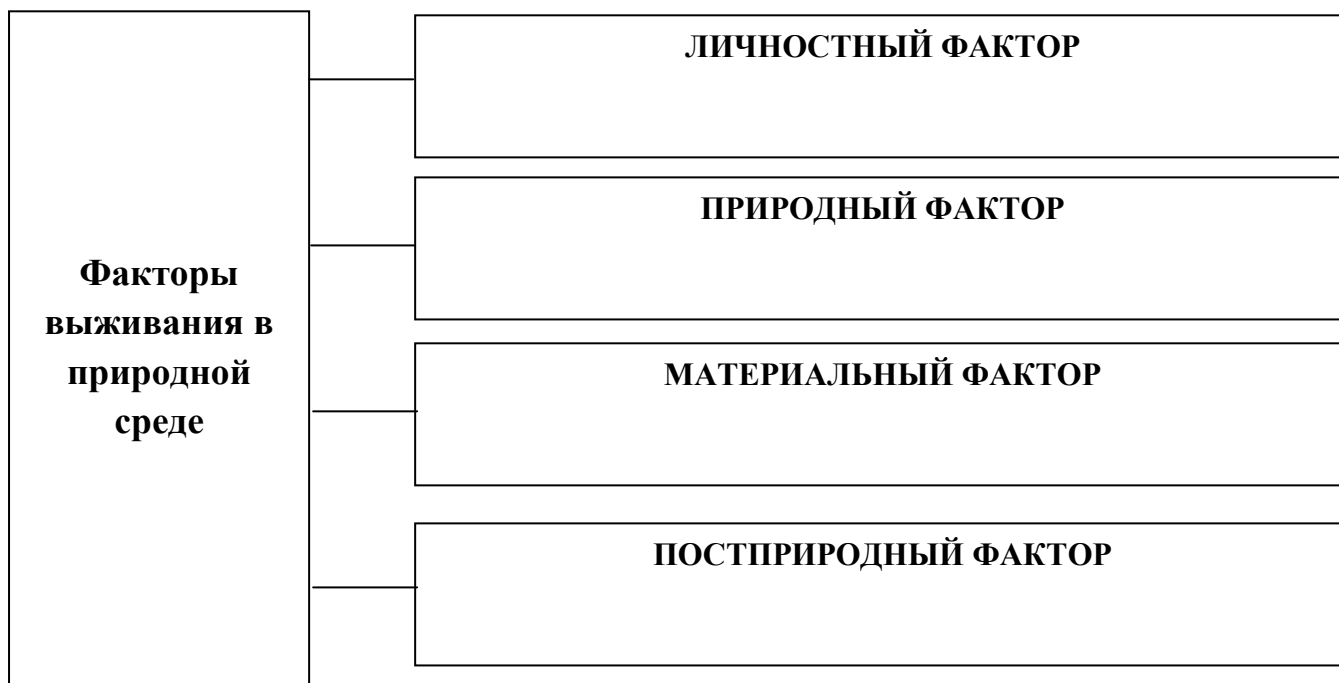 ЛИЧНОСТНЫЙ ФАКТОР
ПРИРОДНЫЙ ФАКТОР
Факторы
выживания в
природной
среде
МАТЕРИАЛЬНЫЙ ФАКТОР
ПОСТПРИРОДНЫЙ ФАКТОР